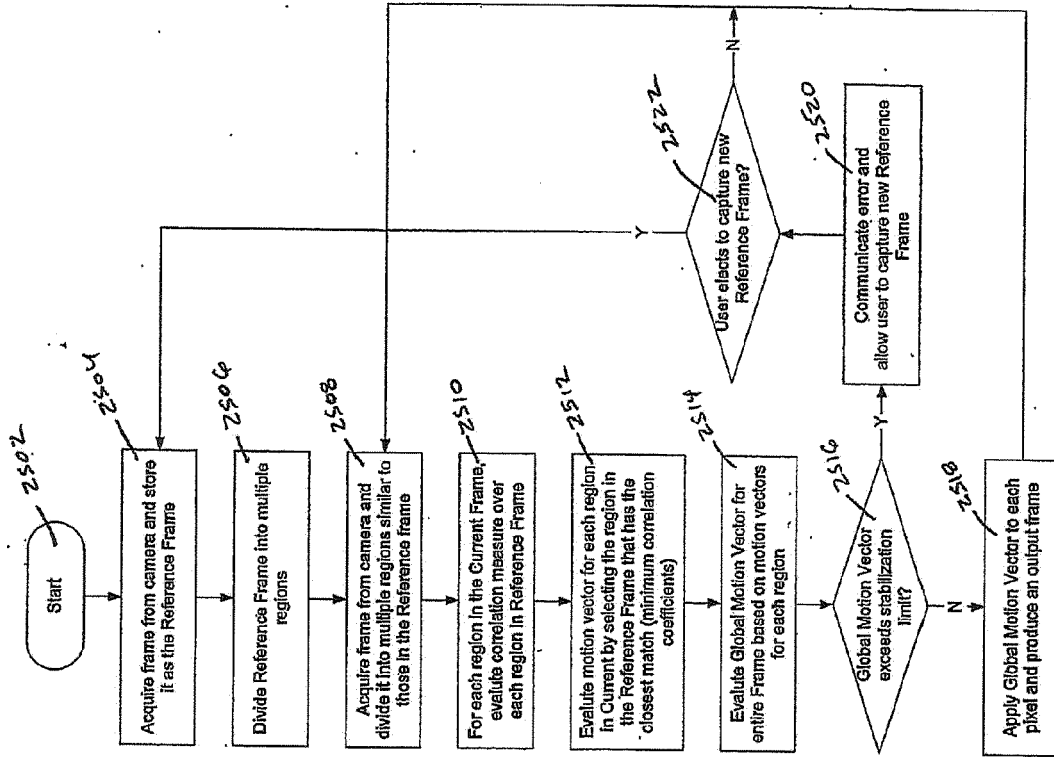 Start
2502
Acquire frame from camera and store
it as the Reference Frame
2504
Divide Reference Frame into multiple
regions
2506
Acquire frame from camera and
divide it into multiple regions similar to
those in the Reference frame
2508
For each region in the Current Frame,
evaluate correlation measure over
each region in Reference Frame
2510
Evaluate motion vector for each region
in Current by selecting the region in
the Reference Frame that has the
closest match (minimum correlation
coefficients)
2512
Evalute Global Motion Vector for
entire Frame based on motion vectors
for each region
2514
Global Motion Vector
exceeds stabilization
limit?
2516
Y
N
Apply Global Motion Vector to each
pixel and produce an output frame
2518
Communicate error and
allow user to capture new Reference
Frame
2520
User elects to capture new
Reference Frame?
2522
Y
N